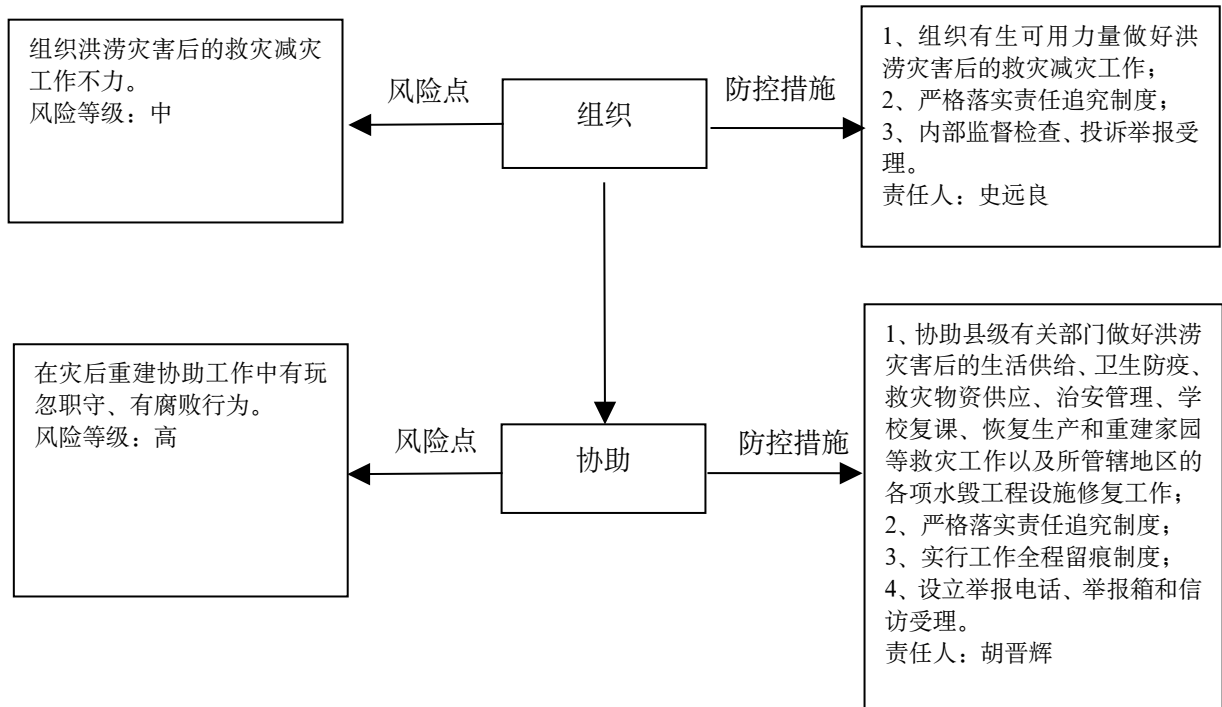 组织洪涝灾害后的救灾减灾
工作不力。
风险等级：中
风险点
组织
防控措施
1、组织有生可用力量做好洪
涝灾害后的救灾减灾工作；
2、严格落实责任追究制度；
3、内部监督检查、投诉举报受
理。
责任人：史远良
在灾后重建协助工作中有玩
忽职守、有腐败行为。
风险等级：高
风险点
协助
防控措施
1、协助县级有关部门做好洪涝
灾害后的生活供给、卫生防疫、
救灾物资供应、治安管理、学
校复课、恢复生产和重建家园
等救灾工作以及所管辖地区的
各项水毁工程设施修复工作；
2、严格落实责任追究制度；
3、实行工作全程留痕制度；
4、设立举报电话、举报箱和信
访受理。
责任人：胡晋辉